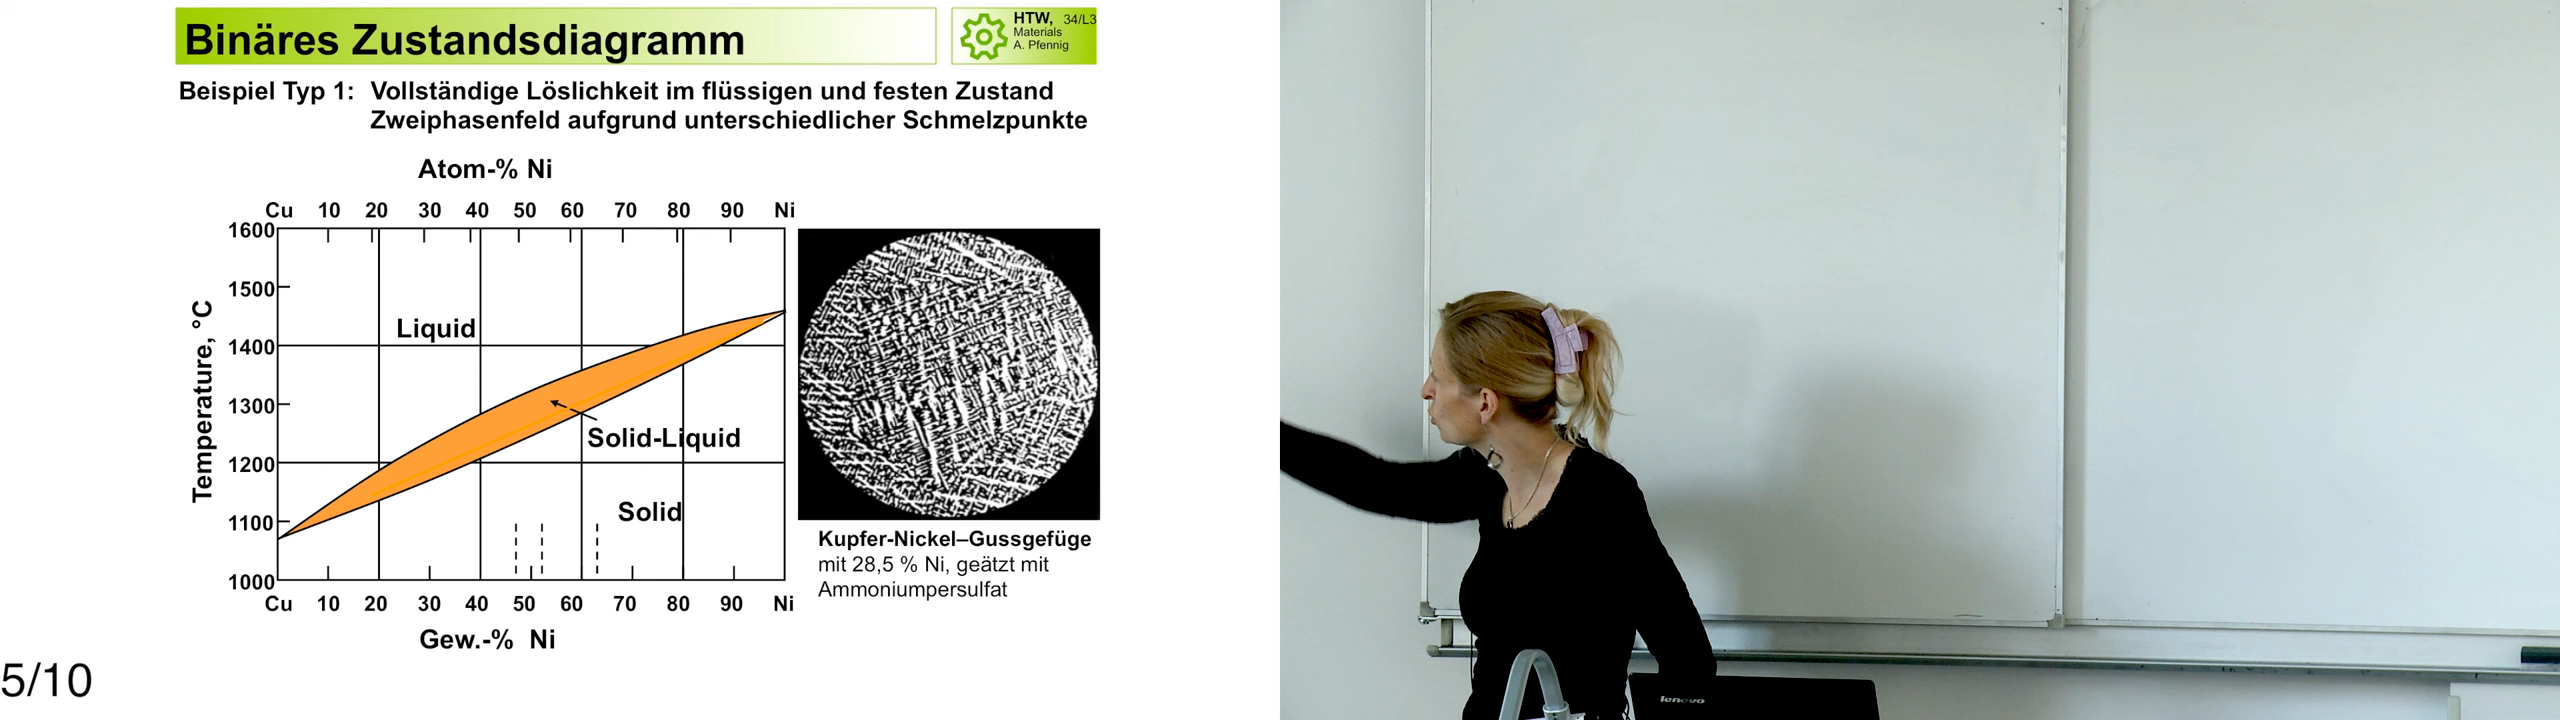 Binäres Zustandsdiagramm
HTW, 34/L3
Materials
A. Pfennig
Beispiel Typ 1: Vollständige Löslichkeit im flüssigen und festen Zustand
Zweiphasenfeld aufgrund unterschiedlicher Schmelzpunkte
Atom-% Ni
Cu 10 20 30 40 50 60 70 80 90 Ni
1600
1500
1400
1300
1200
1100
1000
Temperature, °C
Liquid
Solid-Liquid
Solid
Cu 10 20 30 40 50 60 70 80 90 Ni
Gew.-% Ni
Kupfer-Nickel–Gussgefüge
mit 28,5 % Ni, geätzt mit
Ammoniumpersulfat
5/10
lenovo